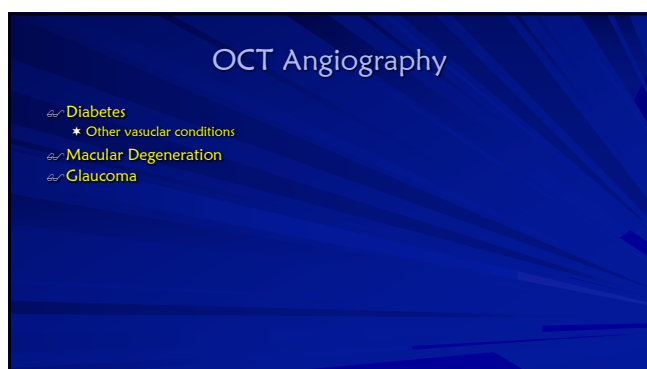 OCT Angiography
Diabetes
Other vasuclar conditions
Macular Degeneration
Glaucoma